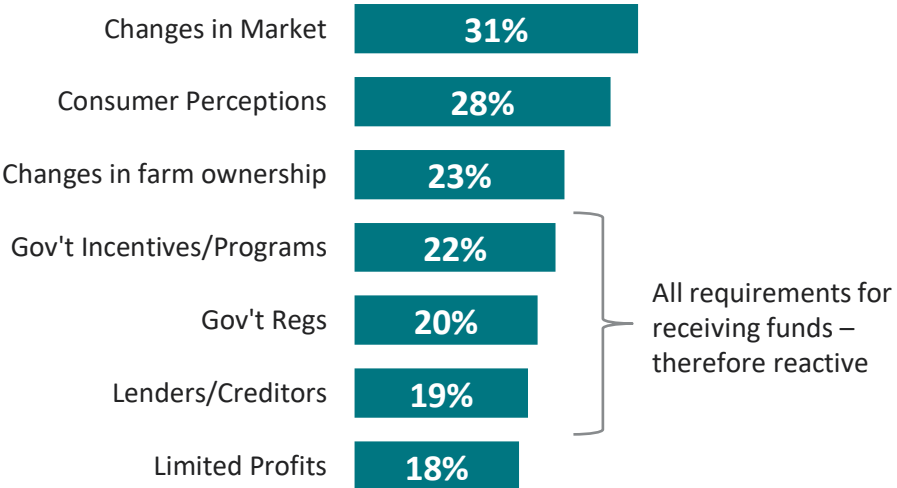 Changes in Market 31%
Consumer Perceptions 28%
Changes in farm ownership 23%
Gov't Incentives/Programs 22%
Gov't Regs 20%
Lenders/Creditors 19%
Limited Profits 18%
All requirements for
receiving funds –
therefore reactive